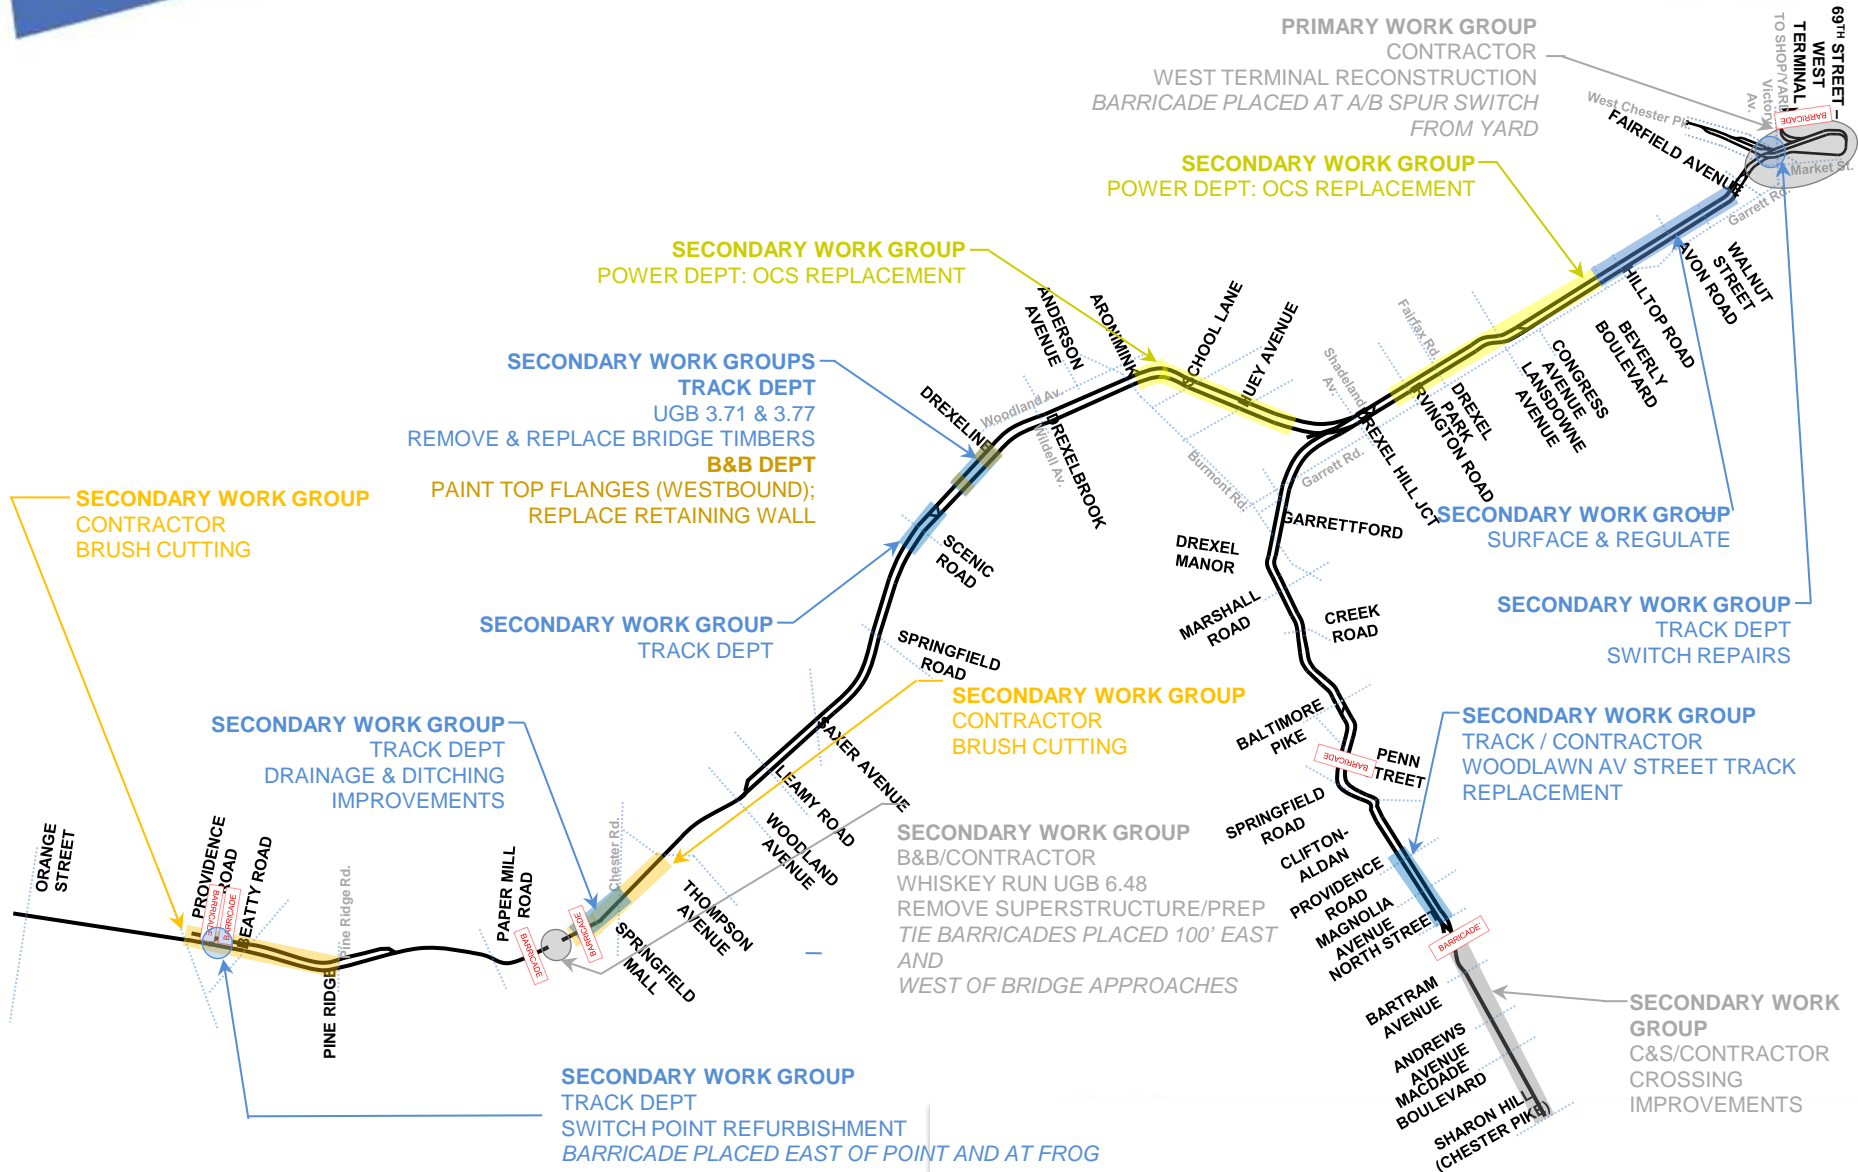 PRIMARY WORK GROUP
CONTRACTOR
WEST TERMINAL RECONSTRUCTION
BARRICADE PLACED AT A/B SPUR SWITCH
FROM YARD
69TH STREET –
WEST
TERMINAL
TO SHOP/YARD
Victory
Av.
BARRICADE
West Chester Pk.
FAIRFIELD AVENUE
Market St.
Garrett Rd.
SECONDARY WORK GROUP
POWER DEPT: OCS REPLACEMENT
SECONDARY WORK GROUP
POWER DEPT: OCS REPLACEMENT
WALNUT
STREET
AVON ROAD
HILLTOP ROAD
BEVERLY
BOULEVARD
CONGRESS
AVENUE
LANSDOWNE
AVENUE
Fairfax Rd.
DREXEL
PARK
IRVINGTON ROAD
Shadeland
Av.
DREXEL HILL JCT
Garrett Rd.
HUEY AVENUE
SCHOOL LANE
ARONIMINK
ANDERSON
AVENUE
Burmont Rd.
Woodland Av.
Wildell Av.
DREXELBROOK
DREXELINE
SECONDARY WORK GROUPS
TRACK DEPT
UGB 3.71 & 3.77
REMOVE & REPLACE BRIDGE TIMBERS
B&B DEPT
PAINT TOP FLANGES (WESTBOUND);
REPLACE RETAINING WALL
SECONDARY WORK GROUP
CONTRACTOR
BRUSH CUTTING
SECONDARY WORK GROUP
SURFACE & REGULATE
GARRETTFORD
DREXEL
MANOR
SCENIC
ROAD
MARSHALL
ROAD
CREEK
ROAD
SECONDARY WORK GROUP
TRACK DEPT
SWITCH REPAIRS
SECONDARY WORK GROUP
TRACK DEPT
SPRINGFIELD
ROAD
SECONDARY WORK GROUP
CONTRACTOR
BRUSH CUTTING
BALTIMORE
PIKE
BARRICADE
PENN
STREET
SECONDARY WORK GROUP
TRACK / CONTRACTOR
WOODLAWN AV STREET TRACK
REPLACEMENT
SECONDARY WORK GROUP
TRACK DEPT
DRAINAGE & DITCHING
IMPROVEMENTS
SAXER AVENUE
LEAMY ROAD
WOODLAND
AVENUE
Chester Rd.
THOMPSON
AVENUE
SPRINGFIELD
MALL
BARRICADE
BARRICADE
PAPER MILL
ROAD
Pine Ridge Rd.
PINE RIDGE
BEATTY ROAD
PROVIDENCE
ROAD
BARRICADE
BARRICADE
ORANGE
STREET
SECONDARY WORK GROUP
B&B/CONTRACTOR
WHISKEY RUN UGB 6.48
REMOVE SUPERSTRUCTURE/PREP
TIE BARRICADES PLACED 100’ EAST
AND
WEST OF BRIDGE APPROACHES
SPRINGFIELD
ROAD
CLIFTON-
ALDAN
PROVIDENCE
ROAD
MAGNOLIA
AVENUE
NORTH STREET
BARRICADE
BARTRAM
AVENUE
ANDREWS
AVENUE
MACDADE
BOULEVARD
SHARON HILL
(CHESTER PIKE)
SECONDARY WORK
GROUP
C&S/CONTRACTOR
CROSSING
IMPROVEMENTS
SECONDARY WORK GROUP
TRACK DEPT
SWITCH POINT REFURBISHMENT
BARRICADE PLACED EAST OF POINT AND AT FROG